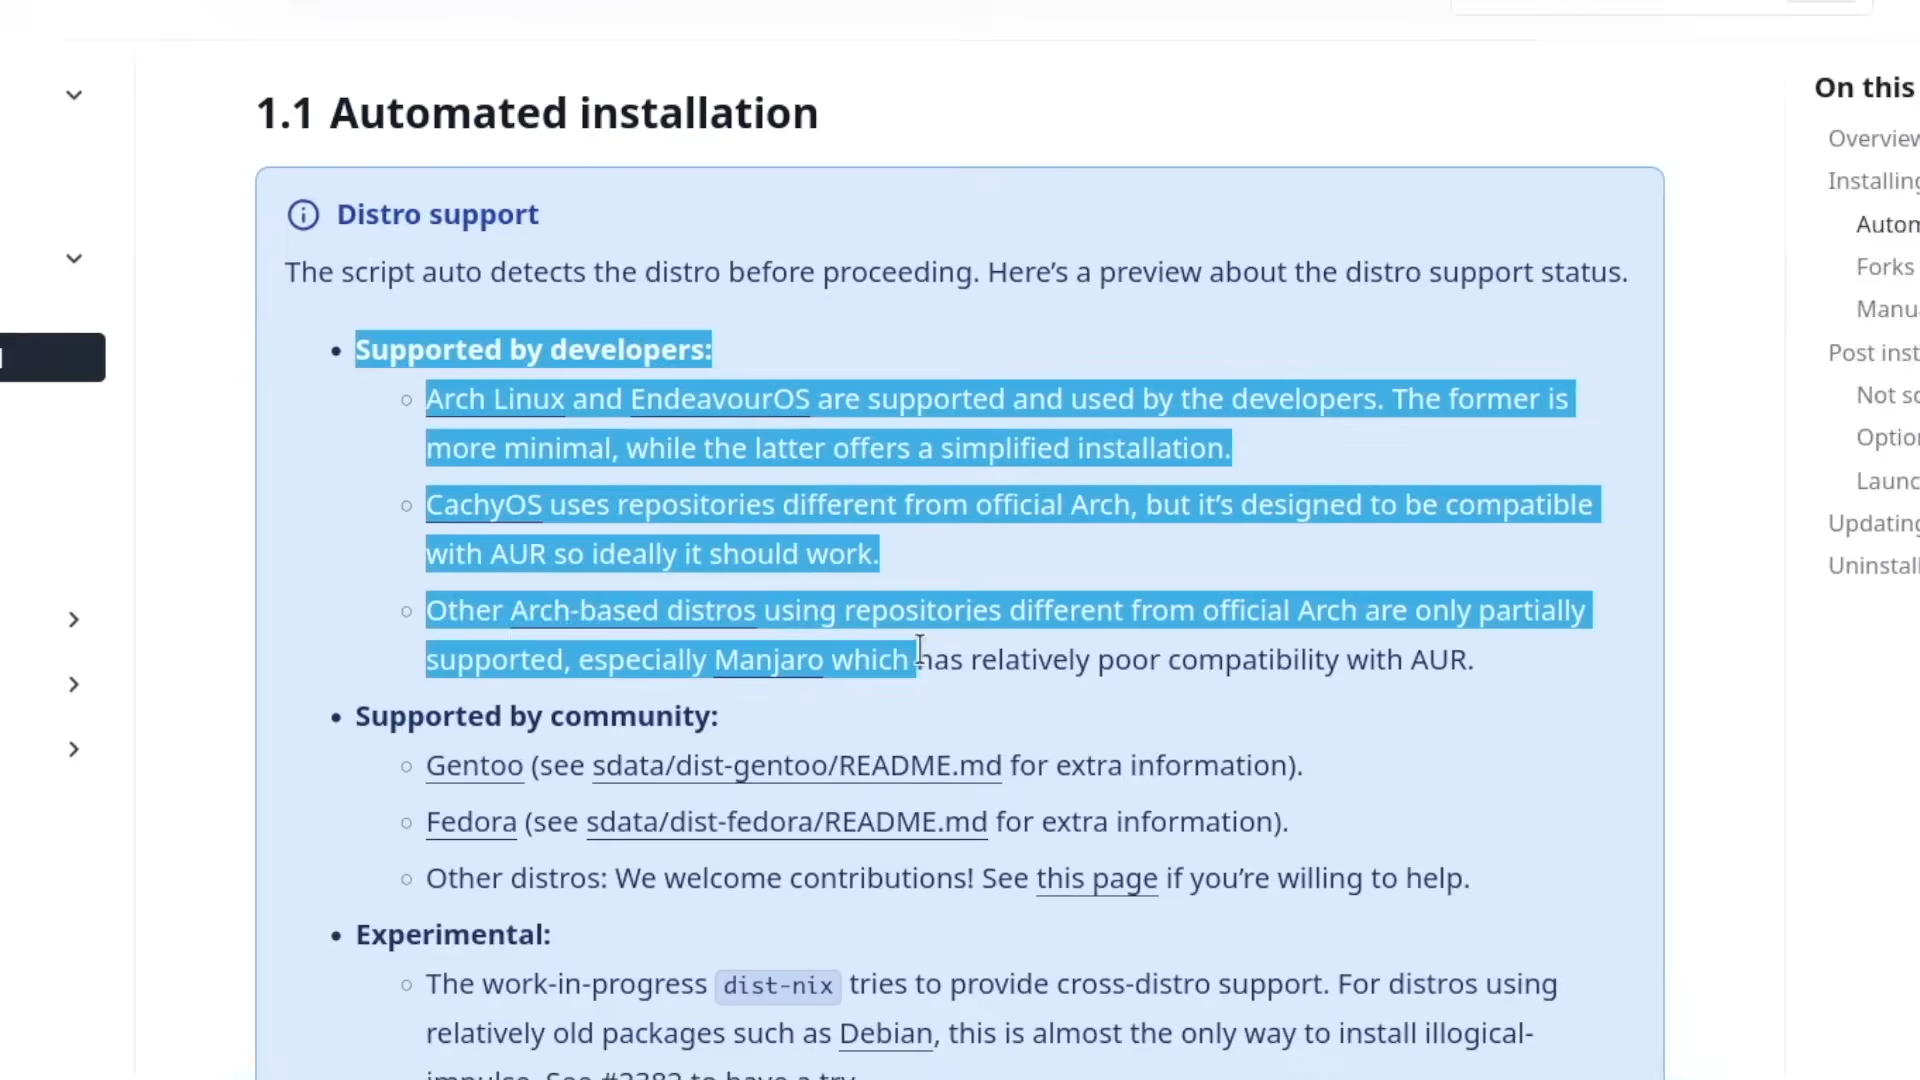 1.1 Automated installation
Distro support
The script auto detects the distro before proceeding. Here’s a preview about the distro support status.
Supported by developers:
Arch Linux and EndeavourOS are supported and used by the developers. The former is
more minimal, while the latter offers a simplified installation.
CachyOS uses repositories different from official Arch, but it’s designed to be compatible
with AUR so ideally it should work.
Other Arch-based distros using repositories different from official Arch are only partially
supported, especially Manjaro which has relatively poor compatibility with AUR.
Supported by community:
Gentoo (see sdata/dist-gentoo/README.md for extra information).
Fedora (see sdata/dist-fedora/README.md for extra information).
Other distros: We welcome contributions! See this page if you’re willing to help.
Experimental:
The work-in-progress dist-nix tries to provide cross-distro support. For distros using
relatively old packages such as Debian, this is almost the only way to install illogical-
impulse. See to have a try.
On this
Overview
Installing
Autom
Forks
Manu
Post inst
Not
Option
Launc
Updating
Uninstall